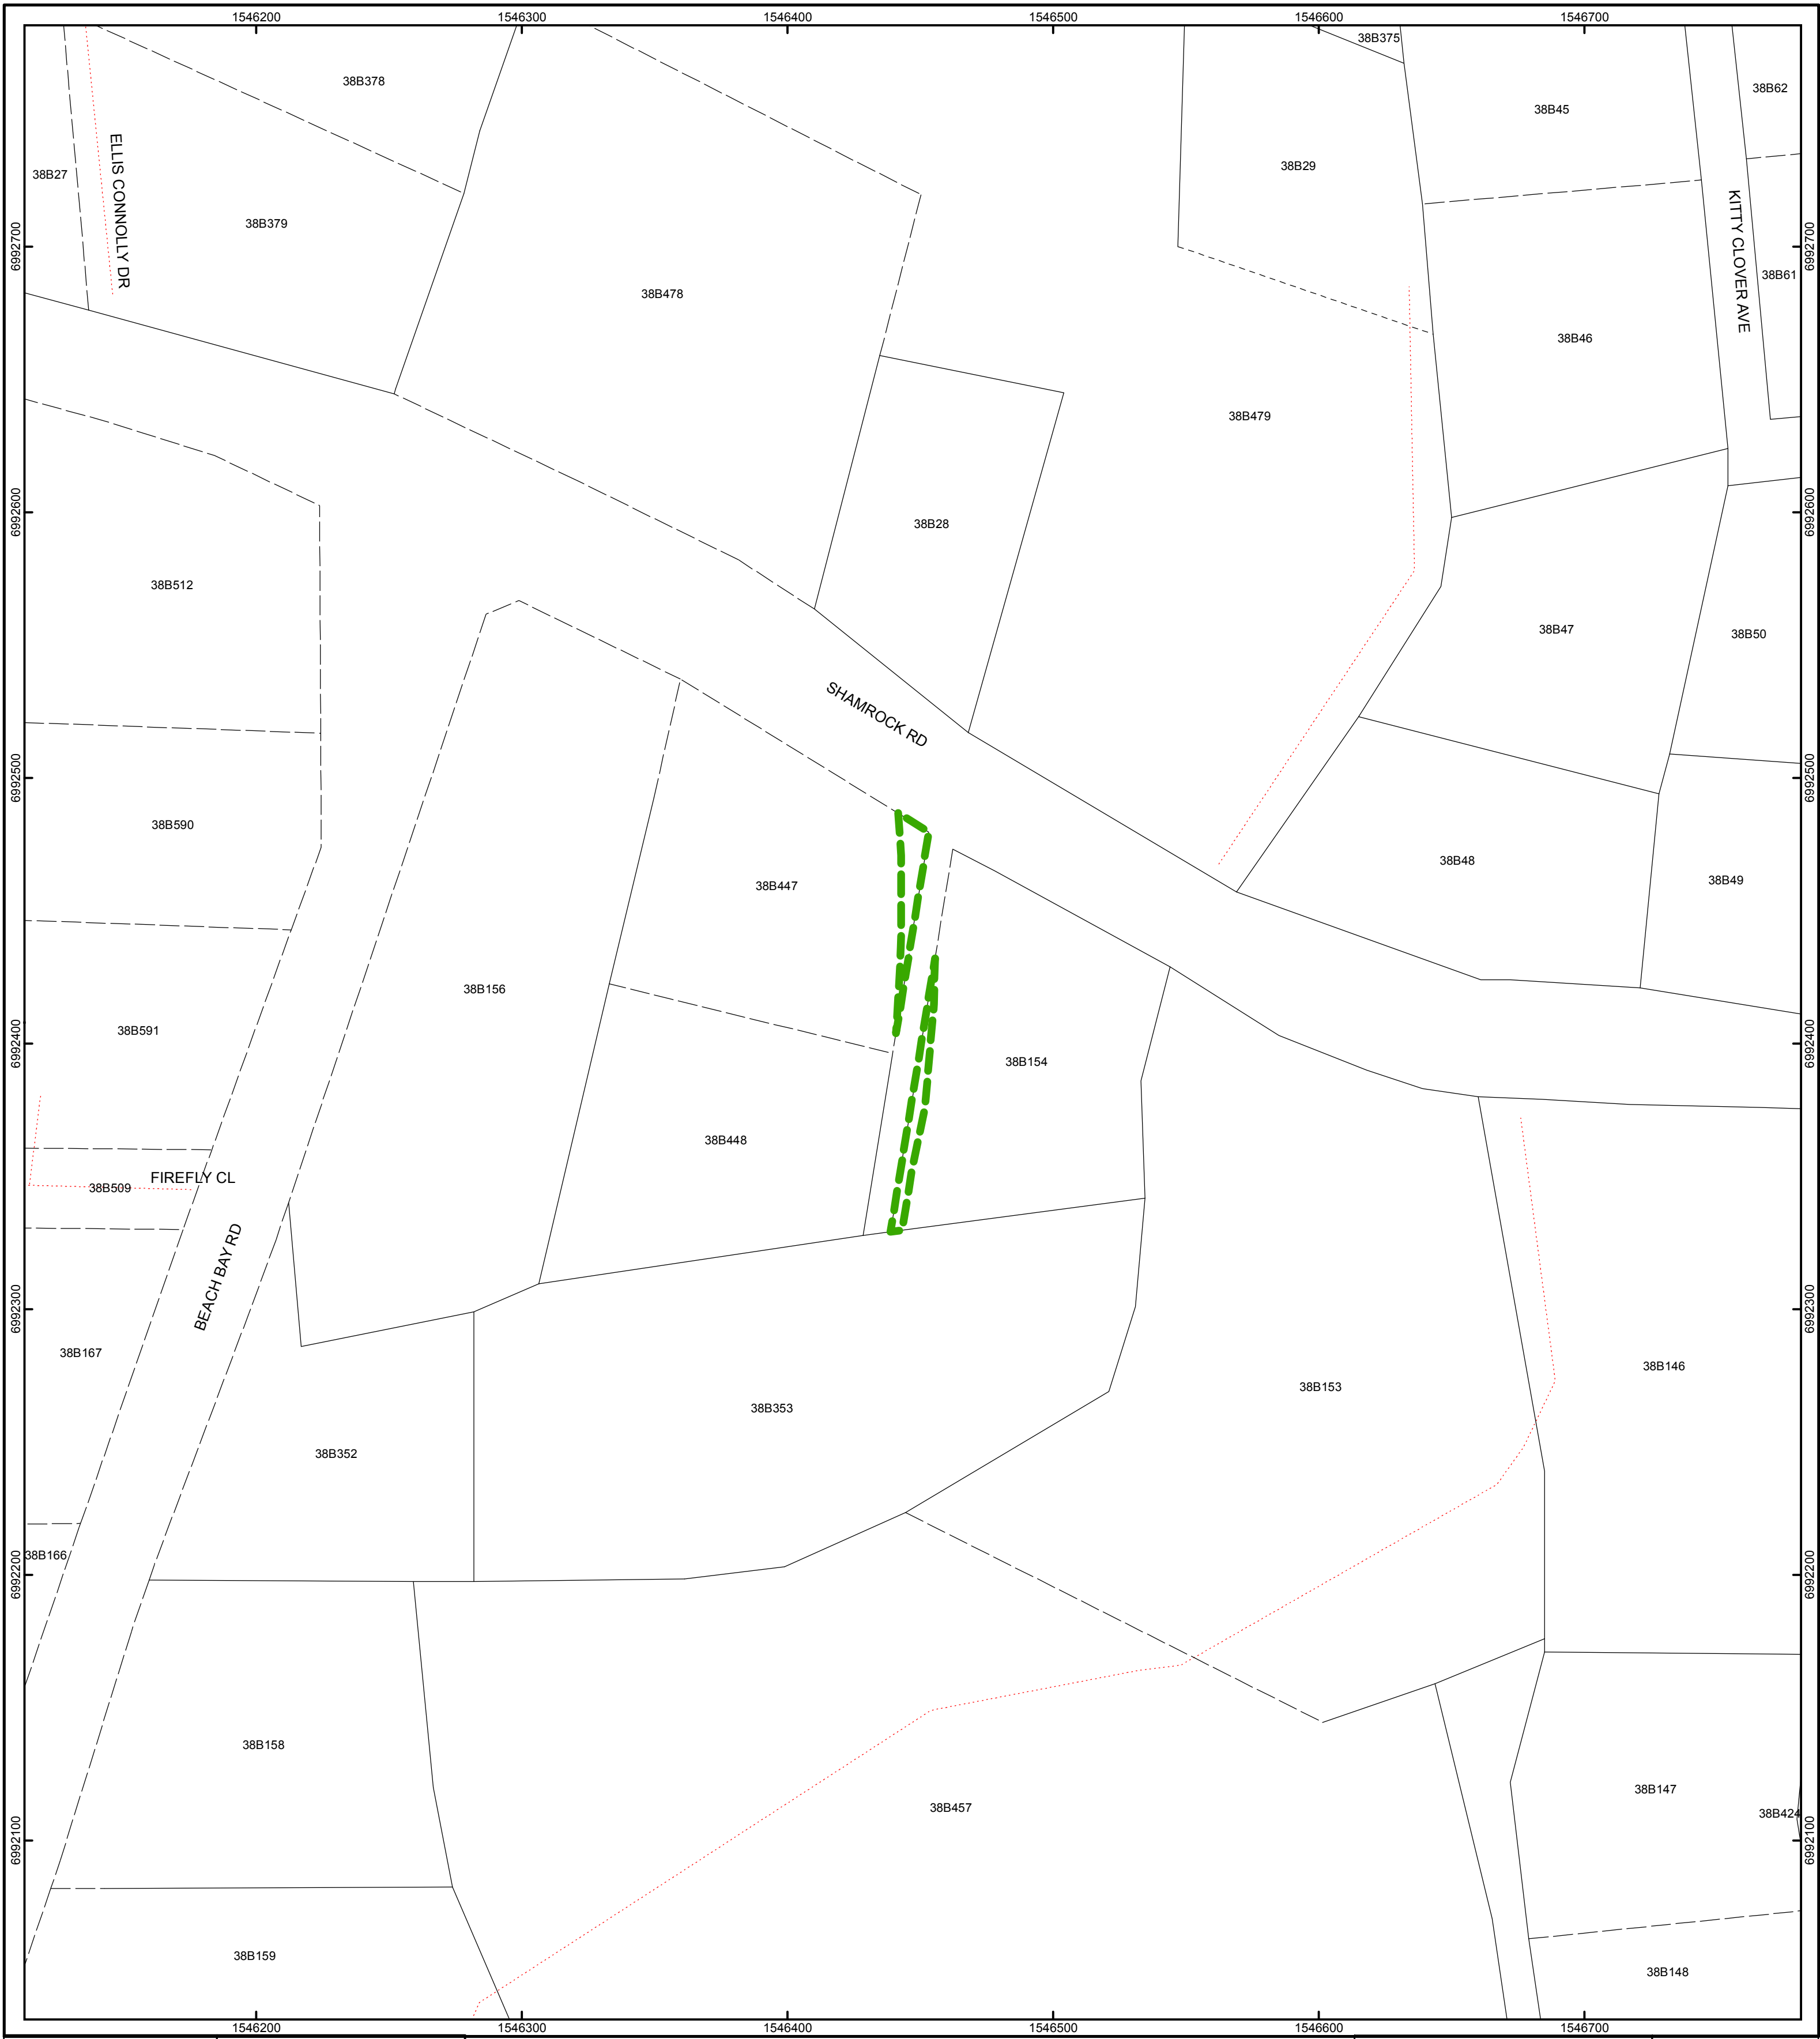 1546200 1546300 1546400 1546500 1546600 1546700
38B375
38B378
38B62
38B45
ELLIS CONNOLLY DR
38B29
38B27
KITTY CLOVER AVE
38B379
6992700
6992700
38B478
38B61
38B46
38B479
6992600
6992600
38B28
38B512
38B47
38B50
SHAMROCK RD
6992500
6992500
38B590
38B48
38B447
38B49
38B156
38B591
6992400
6992400
38B154
38B448
FIREFLY CL
38B509
BEACH BAY RD
6992300
6992300
38B167
38B146
38B153
38B353
38B352
38B166
6992200
6992200
38B158
38B147
38B457
38B424
6992100
6992100
38B159
38B148
1546200 1546300 1546400 1546500 1546600 1546700